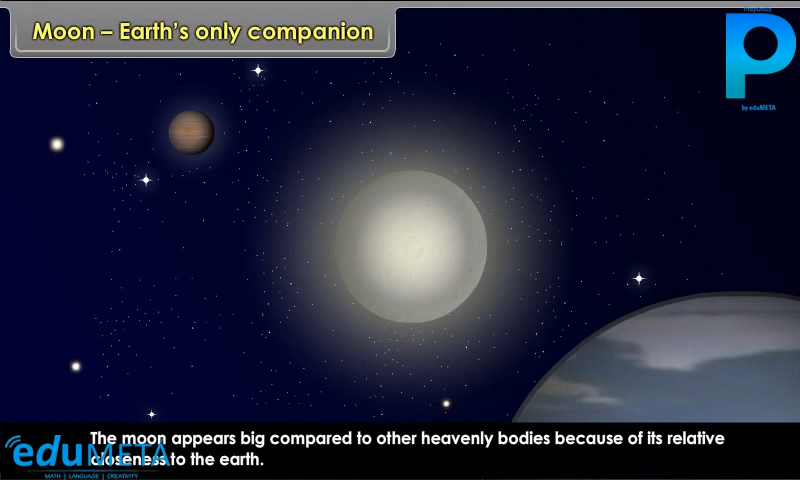 Moon – Earth's only companion
Prepondis
P
by eduMETA
The moon appears big compared to other heavenly bodies because of its relative
closeness to the earth.
eduMETA
MATH | LANGUAGE | CREATIVITY